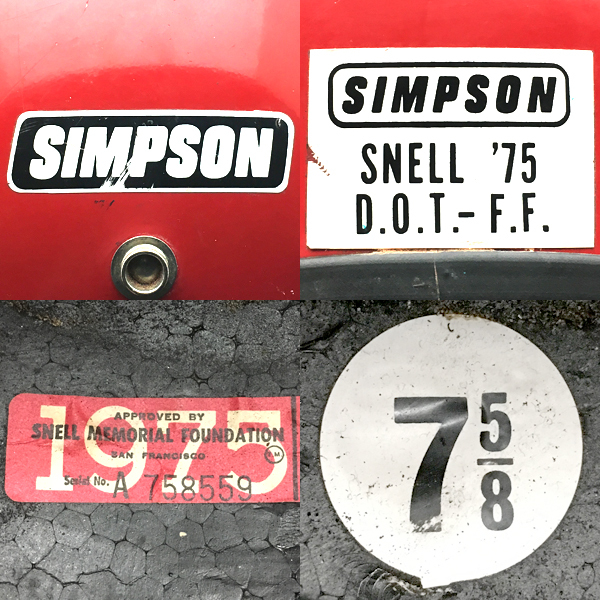 SIMPSON
SIMPSON
SNELL '75
D.O.T.- F.F.
1975
APPROVED BY
SNELL MEMORIAL FOUNDATION
SAN FRANCISCO
Serial No. A 758559
7 5/8